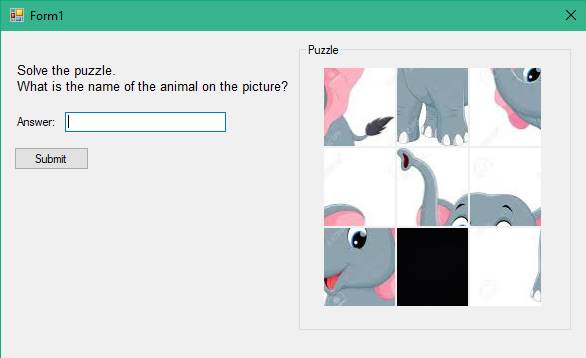 Form1
Solve the puzzle.
What is the name of the animal on the picture?
Answer:
Submit
Puzzle